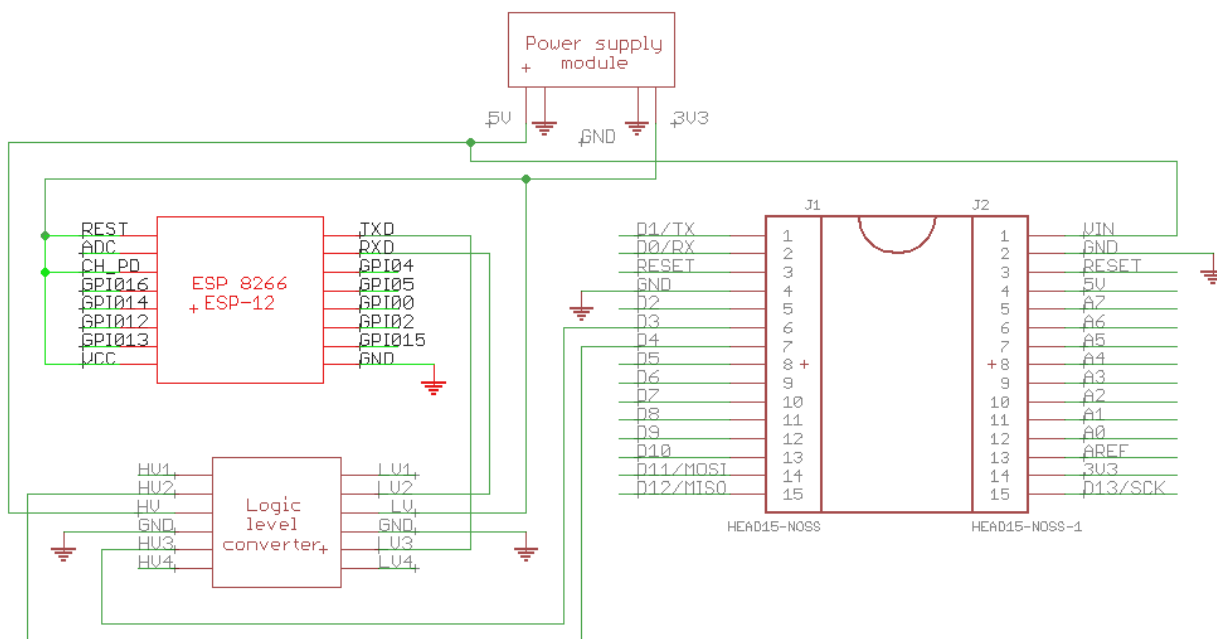 Power supply
module
+
5V
GND
3V3
REST
ADC
CH_PD
GPIO16
GPIO14
GPIO12
GPIO13
VCC
ESP 8266
+ ESP-12
TXD
RXD
GPIO4
GPIO5
GPIO0
GPIO2
GPIO15
GND
HV1
HV2
HV
GND
HV3
HV4
Logic
level
converter+
LV1
LV2
LV
GND
LV3
LV4
J1
J2
D1/TX
D0/RX
RESET
GND
D2
D3
D4
D5
D6
D7
D8
D9
D10
D11/MOSI
D12/MISO
1
2
3
4
5
6
7
8 +
9
10
11
12
13
14
15
1
2
3
4
5
6
7
+8
9
10
11
12
13
14
15
VIN
GND
RESET
5V
A7
A6
A5
A4
A3
A2
A1
A0
AREF
3V3
D13/SCK
HEAD15-NOSS
HEAD15-NOSS-1